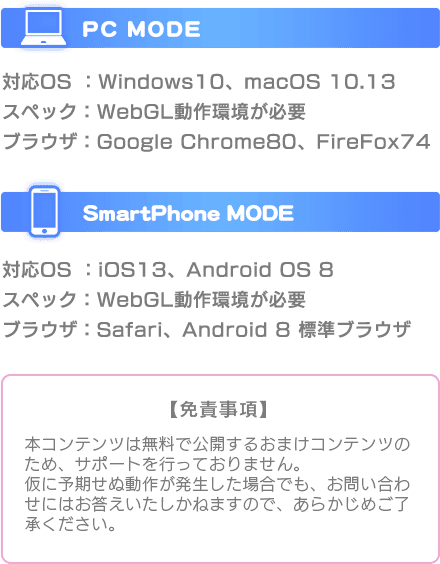 PC MODE
対応OS ：Windows10、macOS 10.13
スペック：WebGL動作環境が必要
ブラウザ：Google Chrome80、FireFox74
SmartPhone MODE
対応OS ：iOS13、Android OS 8
スペック：WebGL動作環境が必要
ブラウザ：Safari、Android 8 標準ブラウザ
【免責事項】
本コンテンツは無料で公開するおまけコンテンツの
ため、サポートを行っておりません。
仮に予期せぬ動作が発生した場合でも、お問い合わ
せにはお答えいたしかねますので、あらかじめご了
承ください。